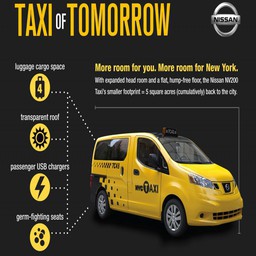 TAXI OF TOMORROW
NISSAN
luggage cargo space
4
transparent roof
passenger USB chargers
germ-fighting seats
More room for you. More room for New York.
With expanded head room and a flat, hump-free floor, the Nissan NV200
Taxi's smaller footprint = 5 square acres (cumulatively) back to the city.
TAXI
NYC TAXI